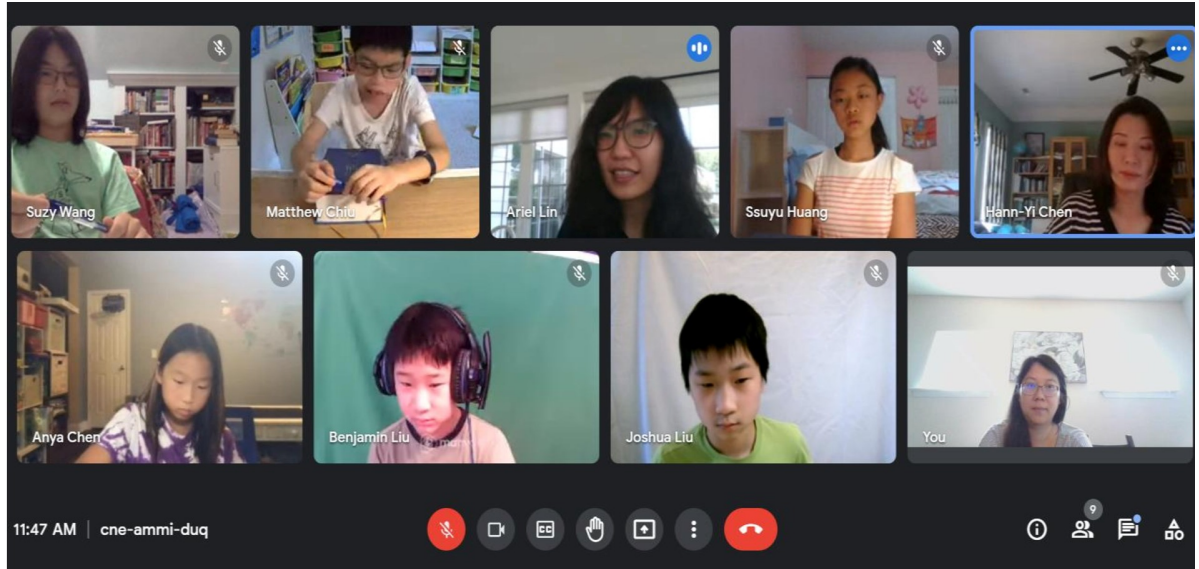 Suzy Wang
Matthew Chiu
Ariel Lin
Ssuyu Huang
Hann-Yi Chen
Anya Chen
Benjamin Liu
Joshua Liu
You
11:47 AM | cne-ammi-duq
CC
9